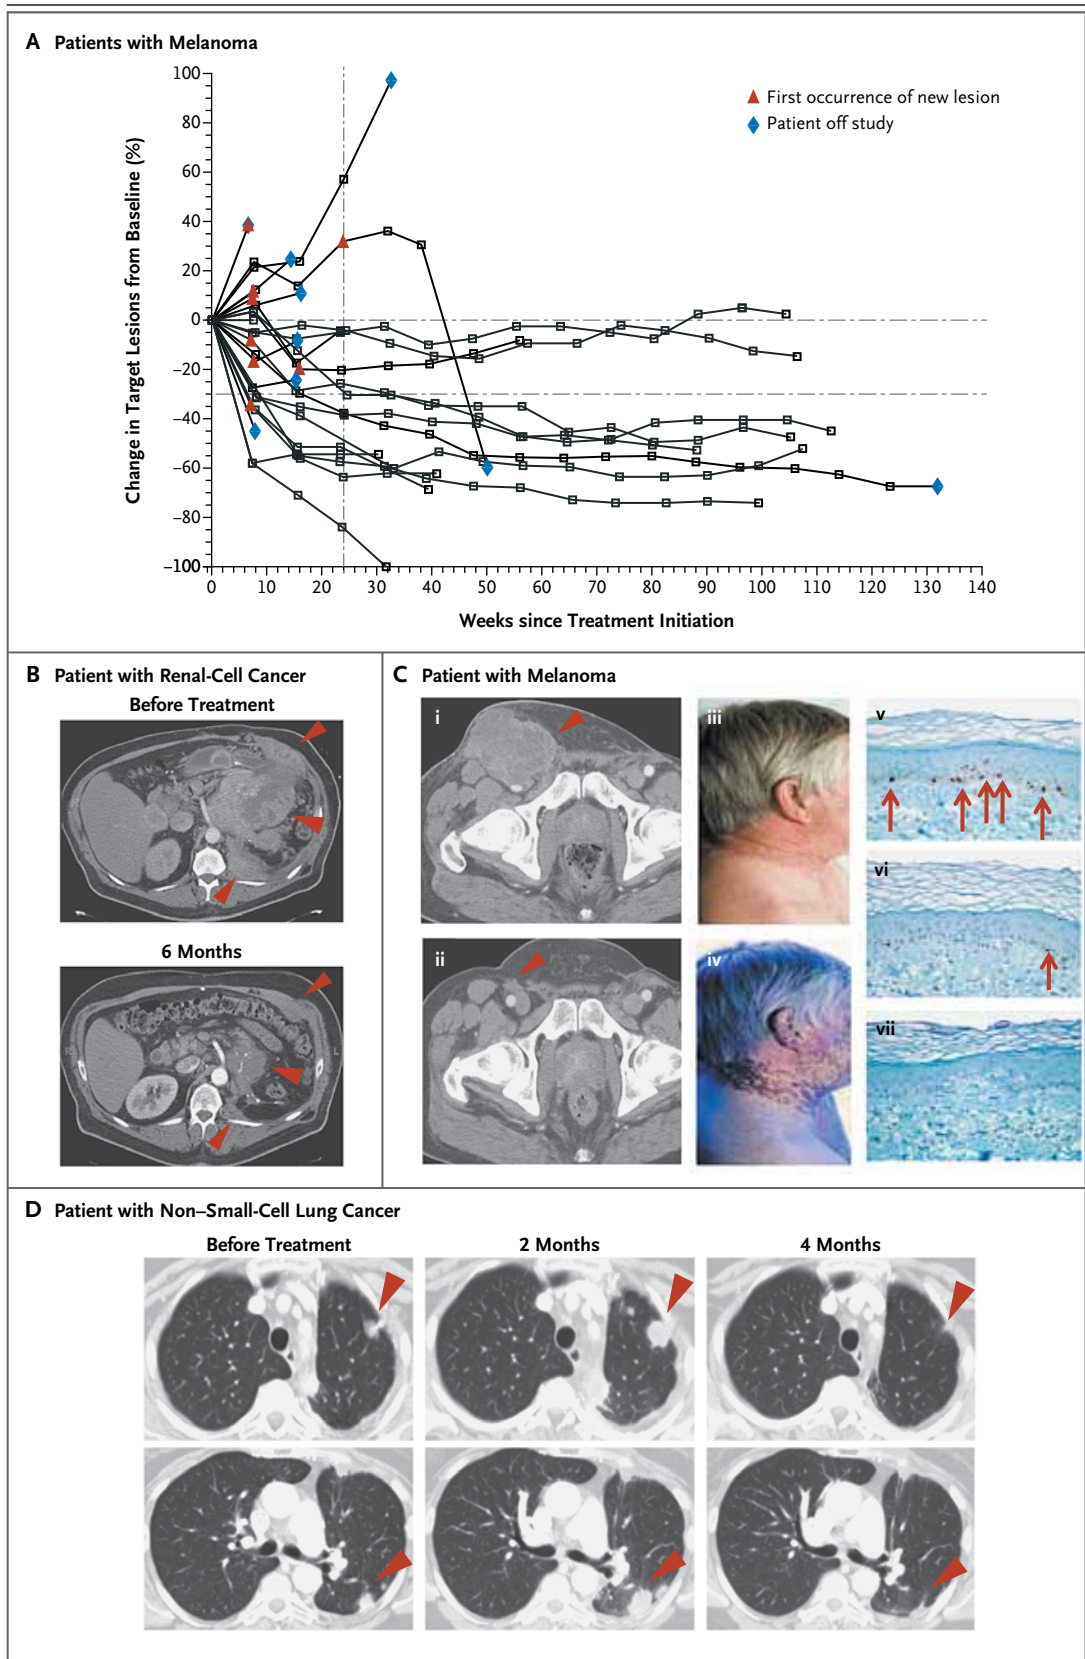 A Patients with Melanoma
Change in Target Lesions from Baseline (%)
100
80
60
40
20
0
−20
−40
−60
−80
−100
First occurrence of new lesion
Patient off study
0 10 20 30 40 50 60 70 80 90 100 110 120 130 140
Weeks since Treatment Initiation
B Patient with Renal-Cell Cancer
Before Treatment
6 Months
C Patient with Melanoma
i
ii
iii
iv
v
vi
vii
D Patient with Non–Small-Cell Lung Cancer
Before Treatment
2 Months
4 Months